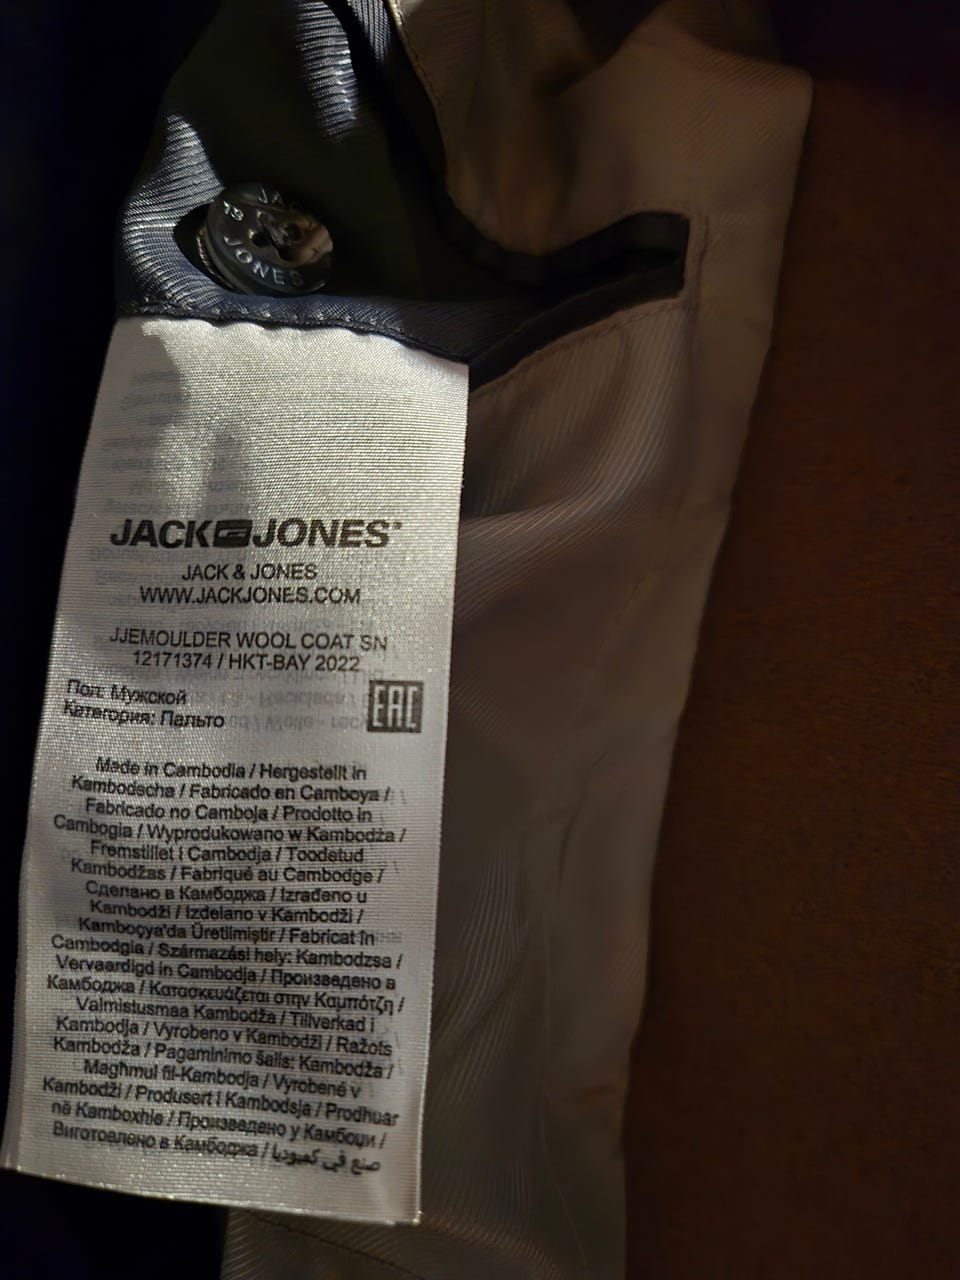 JACK
JONES
JACK JONES®
JACK & JONES
WWW.JACKJONES.COM
JJEMOULDER WOOL COAT SN
12171374 / HKT-BAY 2022
Пол: Мужской
Категория: Пальто
EAC
Made in Cambodia / Hergestellt in
Kambodscha / Fabricado en Camboya /
Fabricado no Camboja / Prodotto in
Cambogia / Wyprodukowano w Kambodża /
Fremstillet i Cambodja / Toodetud
Kambodžas / Fabriqué au Cambodge /
Сделано в Камбоджа / Izrađeno u
Kambodži / Izdelano v Kambodži /
Kamboçya'da Üretilmiştir / Fabricat în
Cambodgia / Származási hely: Kambodzsa /
Vervaardigd in Cambodja / Произведено в
Камбоджа / Κατασκευάζεται στην Καμπότζη /
Valmistusmaa Kambodža / Tillverkad i
Kambodja / Vyrobeno v Kambodži / Ražots
Kambodža / Pagaminimo šalis: Kambodža /
Magħmul fil-Kambodja / Vyrobené v
Kambodži / Produsert i Kambodsja / Prodhuar
në Kamboxhie / Произведено у Камбоџи /
Виготовлено в Камбоджа / صنع في كمبوديا